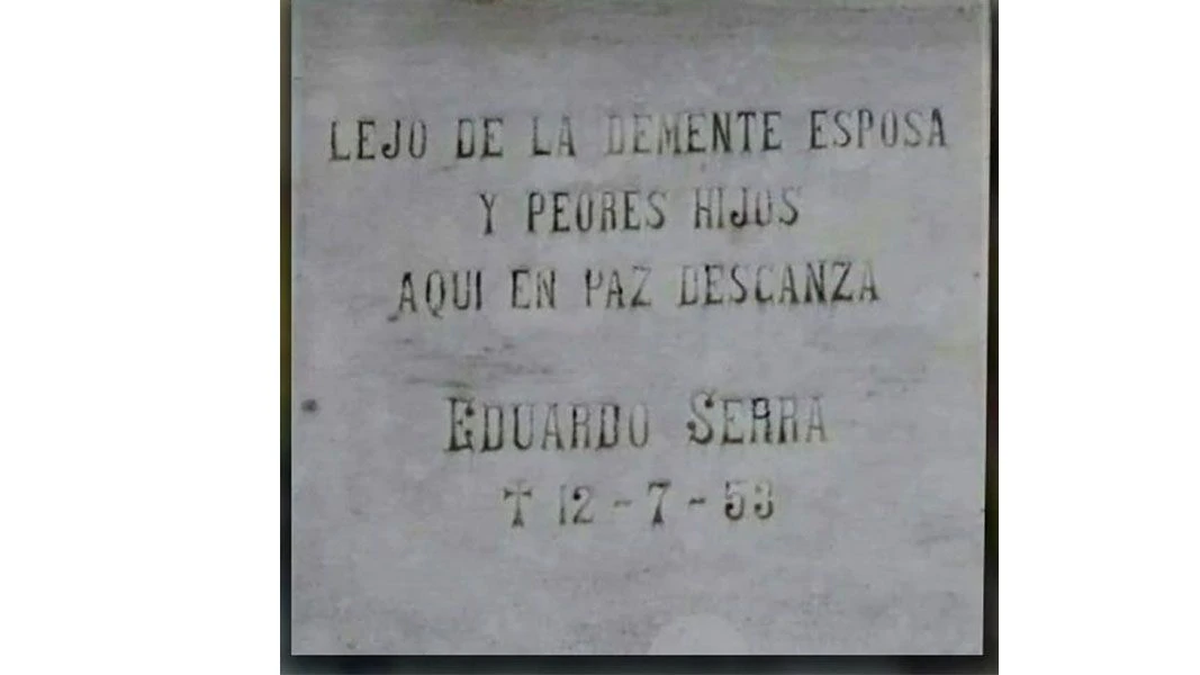 LEJO DE LA DEMENTE ESPOSA
Y PEORES HIJOS
AQUI EN PAZ DESCANZA
EDUARDO SERRA
† 12-7-53